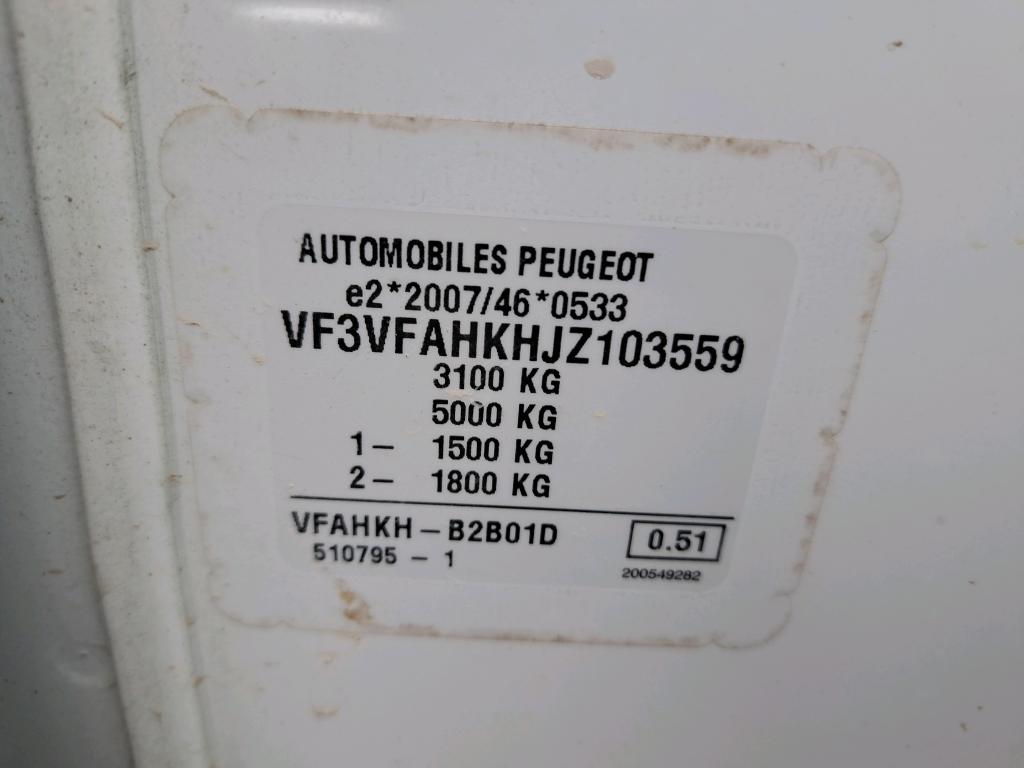 AUTOMOBILES PEUGEOT
e2*2007/46*0533
VF3VFAHKHJZ103559
3100 KG
5000 KG
1- 1500 KG
2- 1800 KG
VFAHKH-B2B01D 0.51
510795 - 1 200549282